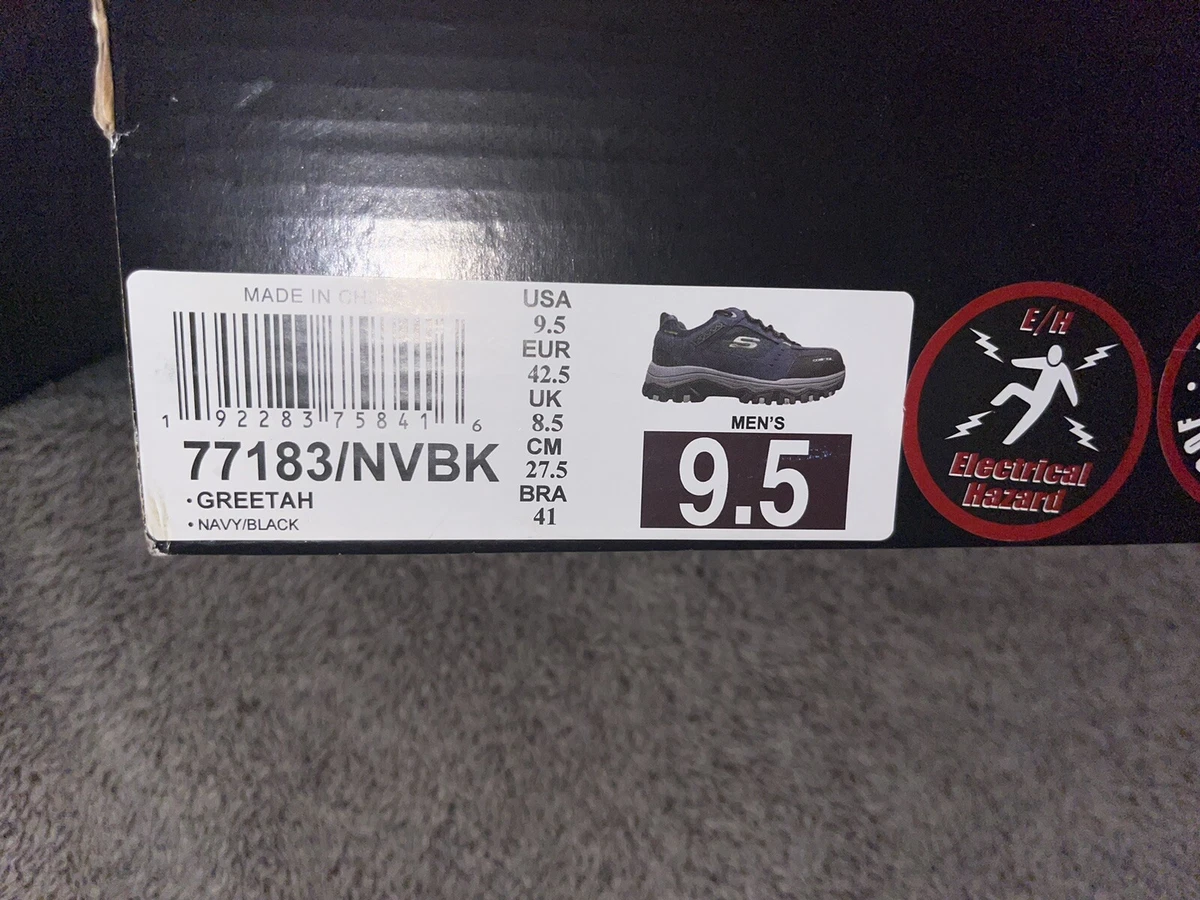 MADE IN CH
1 92283 75841 6
77183/NVBK
• GREETAH
• NAVY/BLACK
USA
9.5
EUR
42.5
UK
8.5
CM
27.5
BRA
41
S
MEN'S
9.5
E/H
Electrical
Hazard